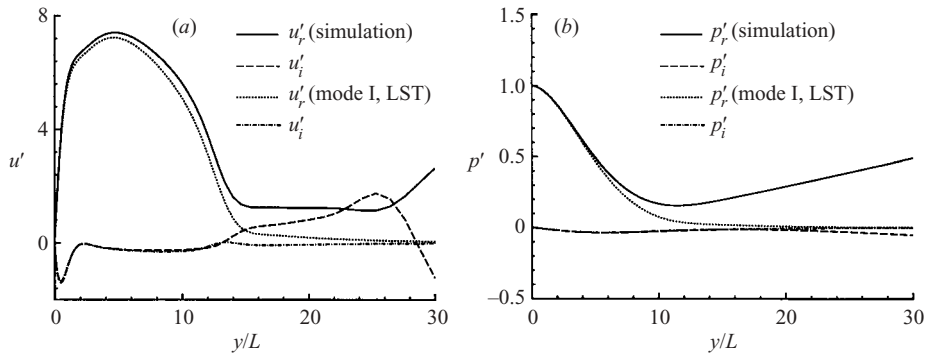 8
4
0
u′
(a)
u′r (simulation)
u′i
u′r (mode I, LST)
u′i
0
10
20
30
y/L
1.5
1.0
0.5
0
–0.5
p′
(b)
p′r (simulation)
p′i
p′r (mode I, LST)
p′i
0
10
20
30
y/L